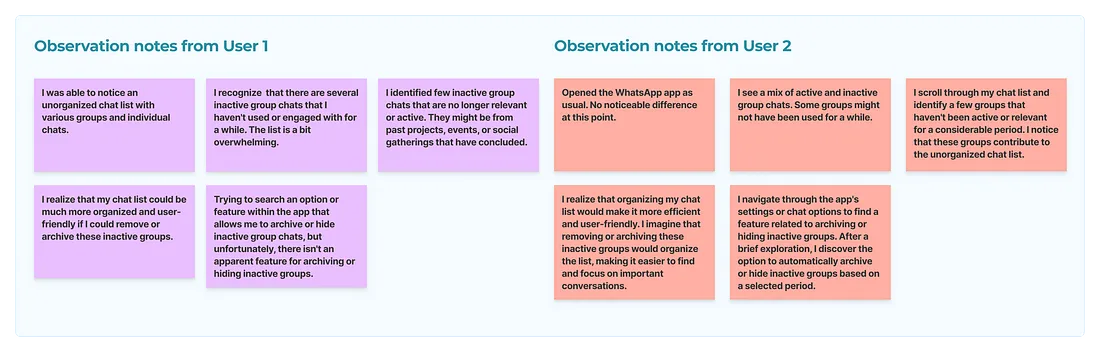 Observation notes from User 1
I was able to notice an
unorganized chat list with
various groups and individual
chats.
I recognize that there are several
inactive group chats that I
haven't used or engaged with for
a while. The list is a bit
overwhelming.
I identified few inactive group
chats that are no longer relevant
or active. They might be from
past projects, events, or social
gatherings that have concluded.
I realize that my chat list could be
much more organized and user-
friendly if I could remove or
archive these inactive groups.
Trying to search an option or
feature within the app that
allows me to archive or hide
inactive group chats, but
unfortunately, there isn't an
apparent feature for archiving or
hiding inactive groups.
Observation notes from User 2
Opened the WhatsApp app as
usual. No noticeable difference
at this point.
I see a mix of active and inactive
group chats. Some groups might
not have been used for a while.
I scroll through my chat list and
identify a few groups that
haven't been active or relevant
for a considerable period. I notice
that these groups contribute to
the unorganized chat list.
I realize that organizing my chat
list would make it more efficient
and user-friendly. I imagine that
removing or archiving these
inactive groups would organize
the list, making it easier to find
and focus on important
conversations.
I navigate through the app's
settings or chat options to find a
feature related to archiving or
hiding inactive groups. After a
brief exploration, I discover the
option to automatically archive
or hide inactive groups based on
a selected period.